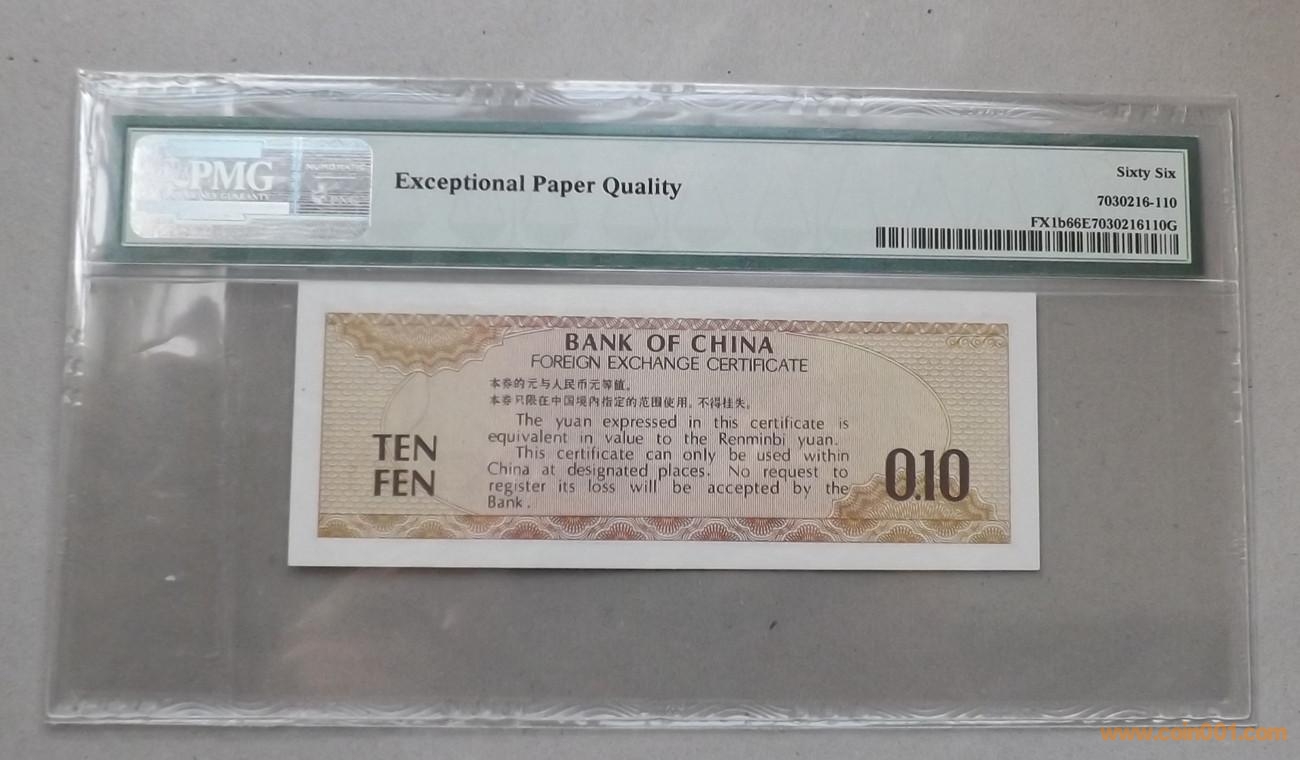 PMG
Exceptional Paper Quality
Sixty Six
7030216-110
FX1b66E7030216110G
BANK OF CHINA
FOREIGN EXCHANGE CERTIFICATE
本券的元与人民币元等值。
本券只限在中国境内指定的范围使用，不得挂失。
The yuan expressed in this certificate is
equivalent in value to the Renminbi yuan.
This certificate can only be used within
China at designated places. No request to
register its loss will be accepted by the
Bank.
TEN
FEN
0.10
www.coin001.com